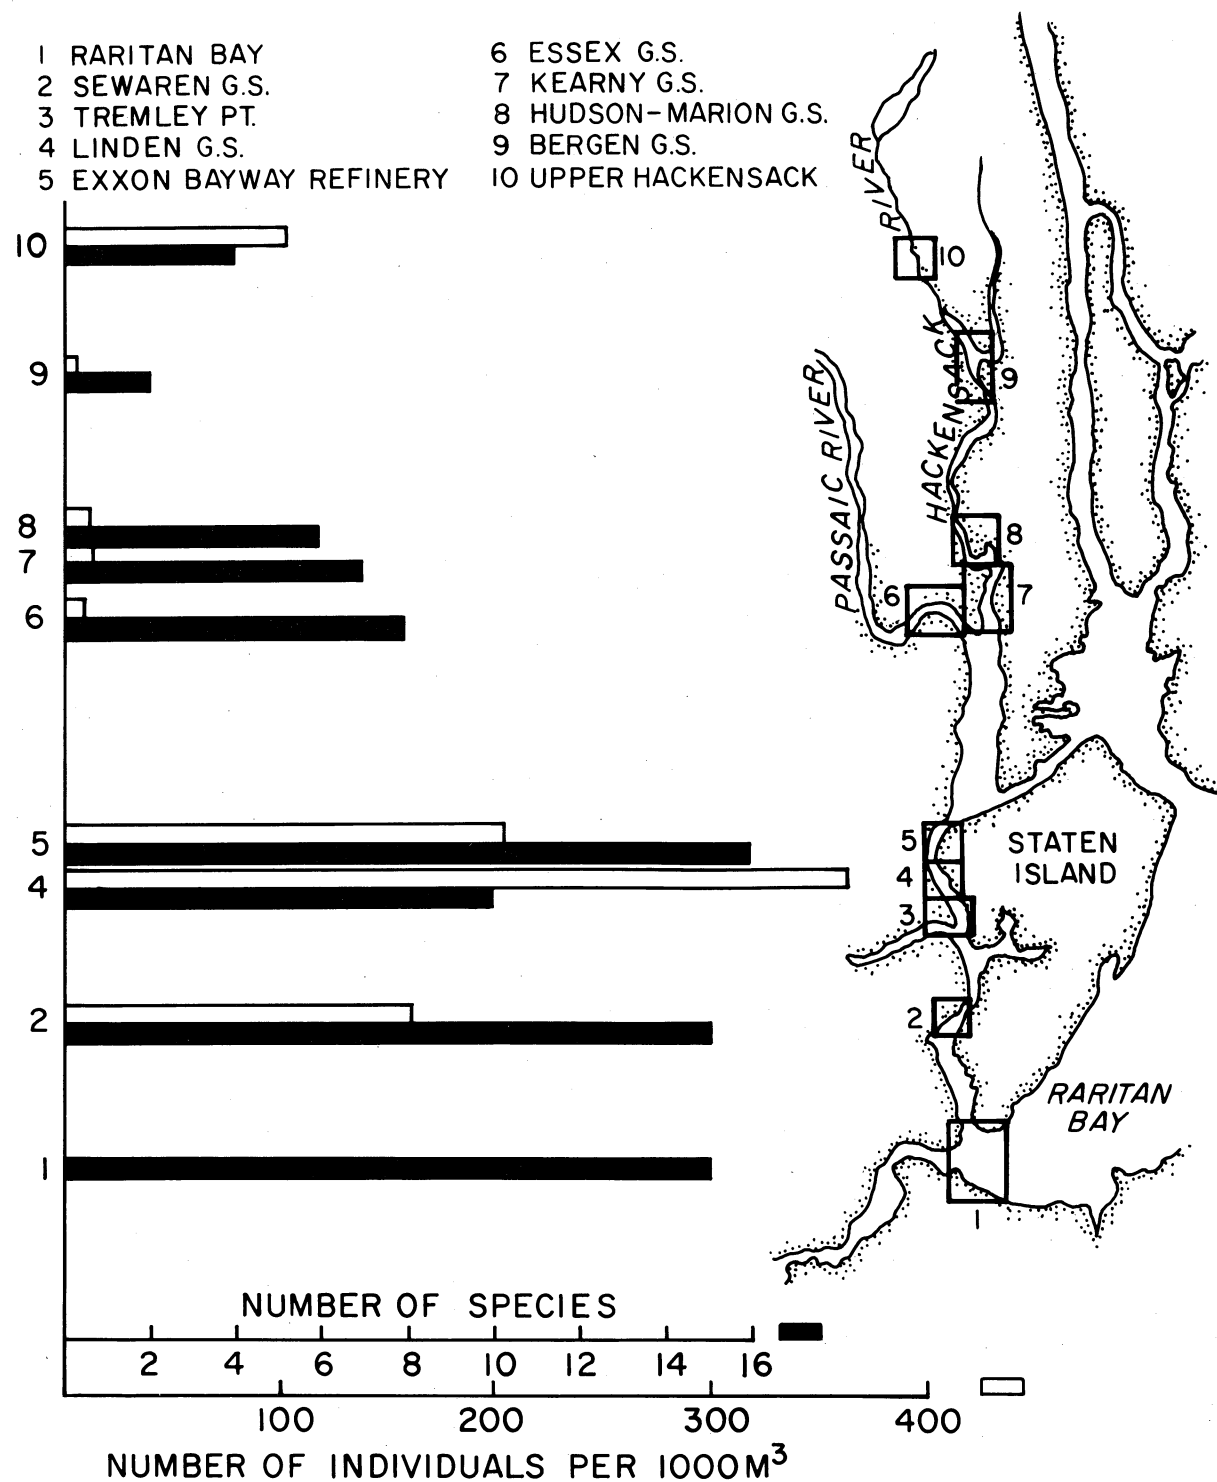 1 RARITAN BAY
2 SEWAREN G.S.
3 TREMLEY PT.
4 LINDEN G.S.
5 EXXON BAYWAY REFINERY
6 ESSEX G.S.
7 KEARNY G.S.
8 HUDSON-MARION G.S.
9 BERGEN G.S.
10 UPPER HACKENSACK
10
9
8
7
6
5
4
2
1
NUMBER OF SPECIES
2 4 6 8 10 12 14 16
100 200 300 400
NUMBER OF INDIVIDUALS PER 1000M³
HACKENSACK RIVER
PASSAIC RIVER
10
9
8
7
6
5
4
3
2
1
STATEN
ISLAND
RARITAN
BAY